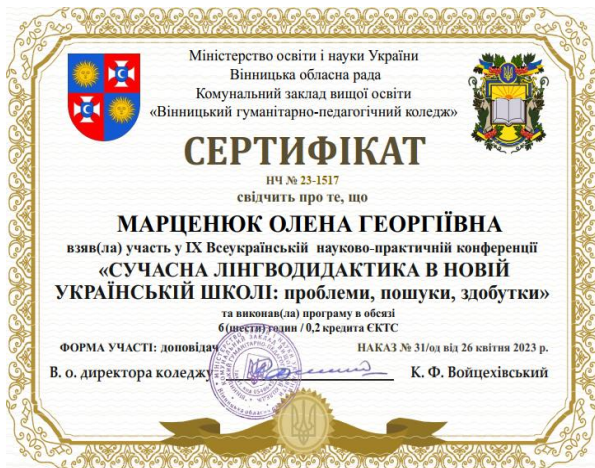 Міністерство освіти і науки України
Вінницька обласна рада
Комунальний заклад вищої освіти
«Вінницький гуманітарно-педагогічний коледж»
СЕРТИФІКАТ
НЧ № 23-1517
свідчить про те, що
МАРЦЕНЮК ОЛЕНА ГЕОРГІЇВНА
взяв(ла) участь у ІХ Всеукраїнській науково-практичній конференції
«СУЧАСНА ЛІНГВОДИДАКТИКА В НОВІЙ
УКРАЇНСЬКІЙ ШКОЛІ: проблеми, пошуки, здобутки»
та виконав(ла) програму в обсязі
6 (шести) годин / 0,2 кредита ЄКТС
ФОРМА УЧАСТІ: доповідач НАКАЗ № 31/од від 26 квітня 2023 р.
В. о. директора коледжу К. Ф. Войцехівський